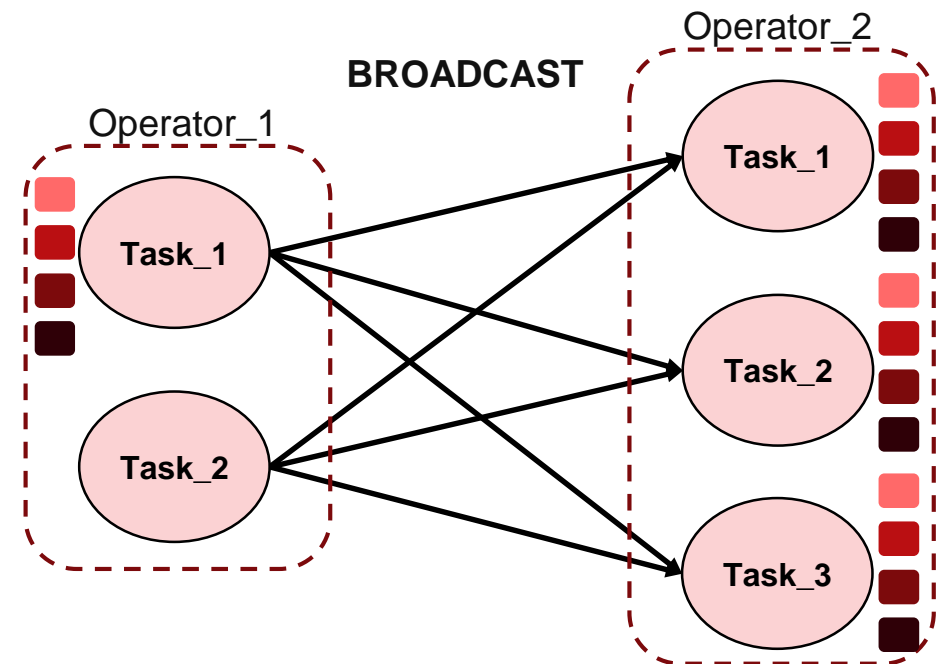 Operator_2
BROADCAST
Operator_1
Task_1
Task_1
Task_2
Task_2
Task_3